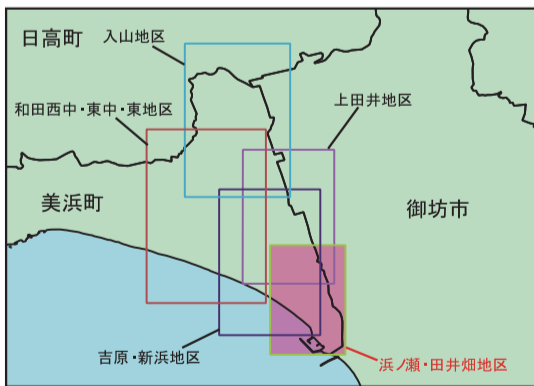 日高町
入山地区
和田西中・東中・東地区
上田井地区
美浜町
御坊市
吉原・新浜地区
浜ノ瀬・田井畑地区